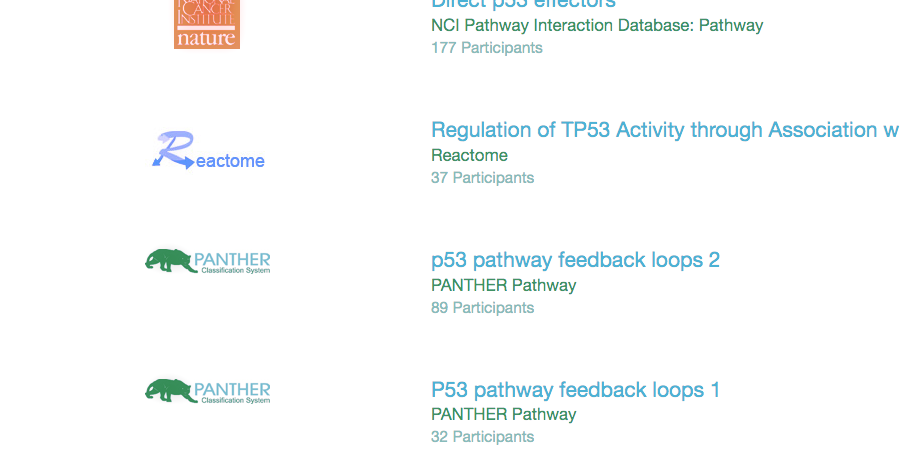 CANCER
INSTITUTE
nature
Direct p53 effectors
NCI Pathway Interaction Database: Pathway
177 Participants
Reactome
Regulation of TP53 Activity through Association w
Reactome
37 Participants
PANTHER
Classification System
p53 pathway feedback loops 2
PANTHER Pathway
89 Participants
PANTHER
Classification System
P53 pathway feedback loops 1
PANTHER Pathway
32 Participants